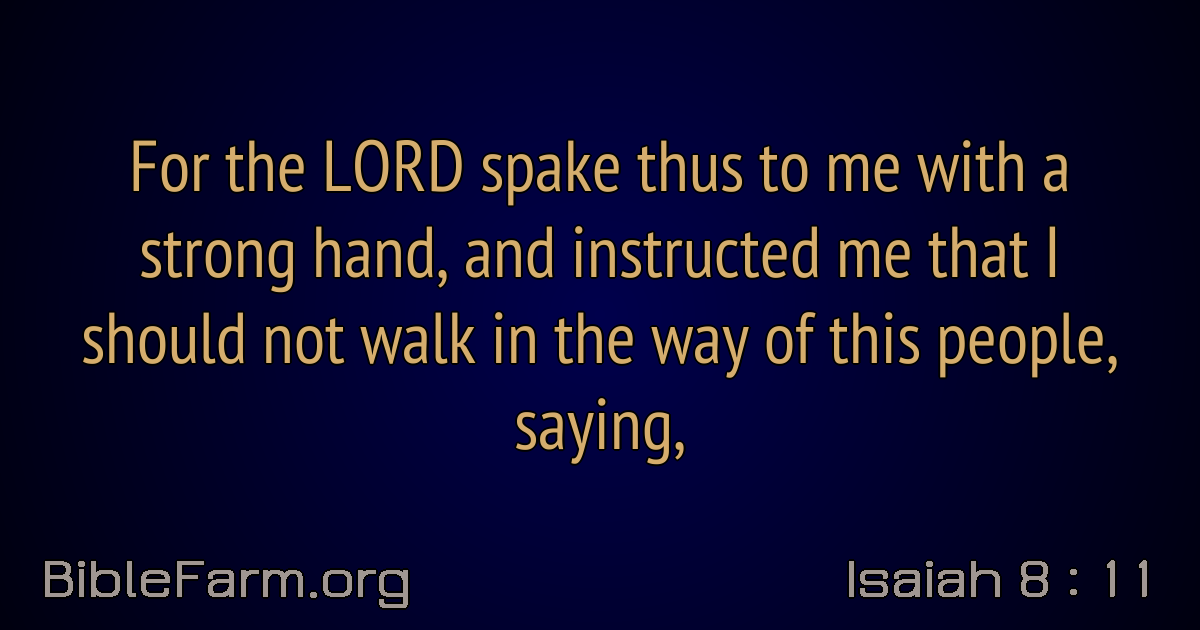 For the LORD spake thus to me with a
strong hand, and instructed me that I
should not walk in the way of this people,
saying,
BibleFarm.org
Isaiah 8 : 11